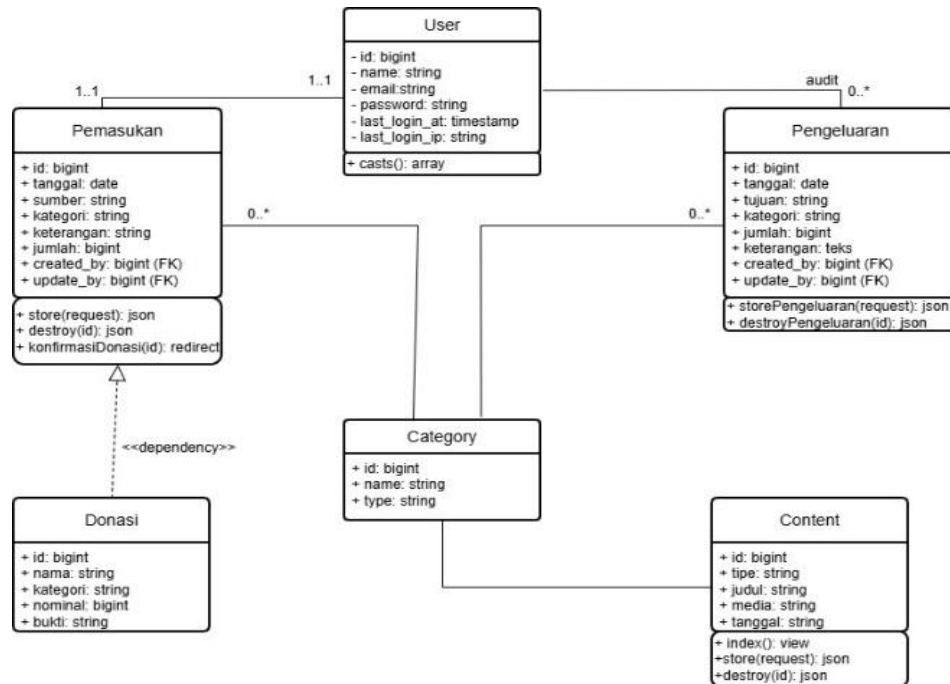 User
- id: bigint
- name: string
- email:string
- password: string
- last_login_at: timestamp
- last_login_ip: string
+ casts(): array
1..1
1..1
audit
0..*
Pemasukan
+ id: bigint
+ tanggal: date
+ sumber: string
+ kategori: string
+ keterangan: string
+ jumlah: bigint
+ created_by: bigint (FK)
+ update_by: bigint (FK)
+ store(request): json
+ destroy(id): json
+ konfirmasiDonasi(id): redirect
Pengeluaran
+ id: bigint
+ tanggal: date
+ tujuan: string
+ kategori: string
+ jumlah: bigint
+ keterangan: teks
+ created_by: bigint (FK)
+ update_by: bigint (FK)
+ storePengeluaran(request): json
+ destroyPengeluaran(id): json
0..*
0..*
<<dependency>>
Category
+ id: bigint
+ name: string
+ type: string
Donasi
+ id: bigint
+ nama: string
+ kategori: string
+ nominal: bigint
+ bukti: string
Content
+ id: bigint
+ tipe: string
+ judul: string
+ media: string
+ tanggal: string
+ index(): view
+store(request): json
+destroy(id): json